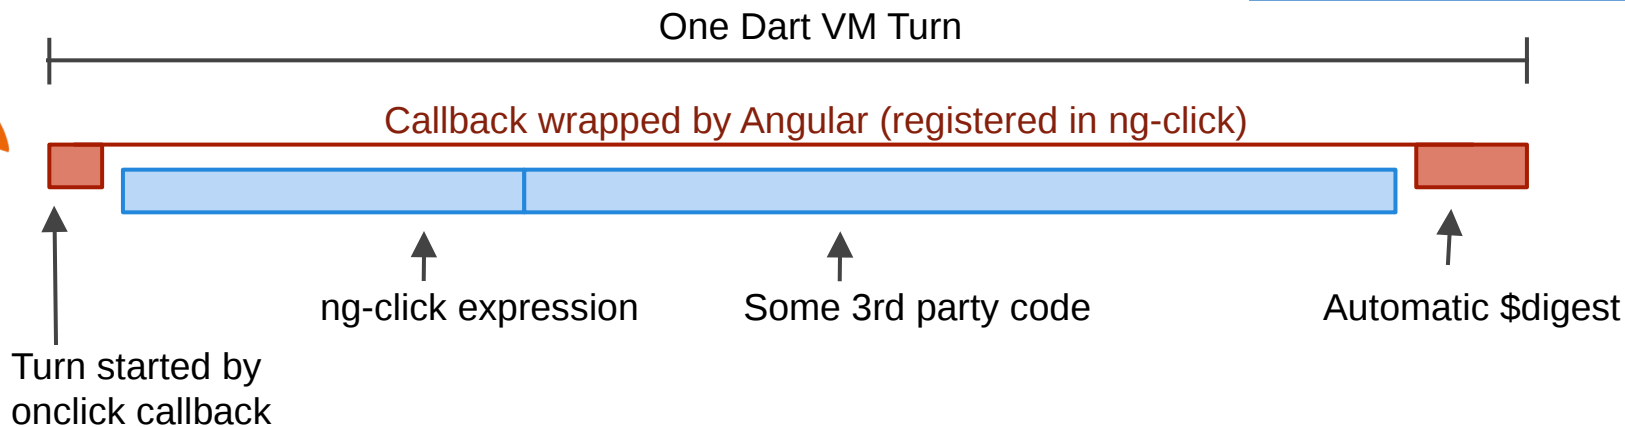 One Dart VM Turn
Callback wrapped by Angular (registered in ng-click)
ng-click expression
Some 3rd party code
Automatic $digest
Turn started by
onclick callback